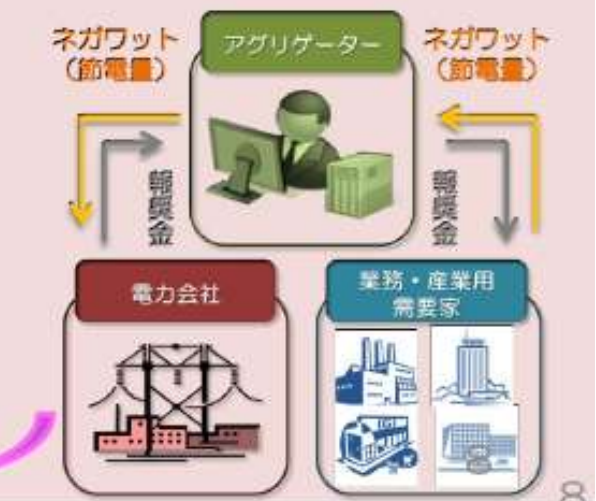 ネガワット
（節電量）
アグリゲーター
ネガワット
（節電量）
報奨金
報奨金
電力会社
業務・産業用
需要家
8